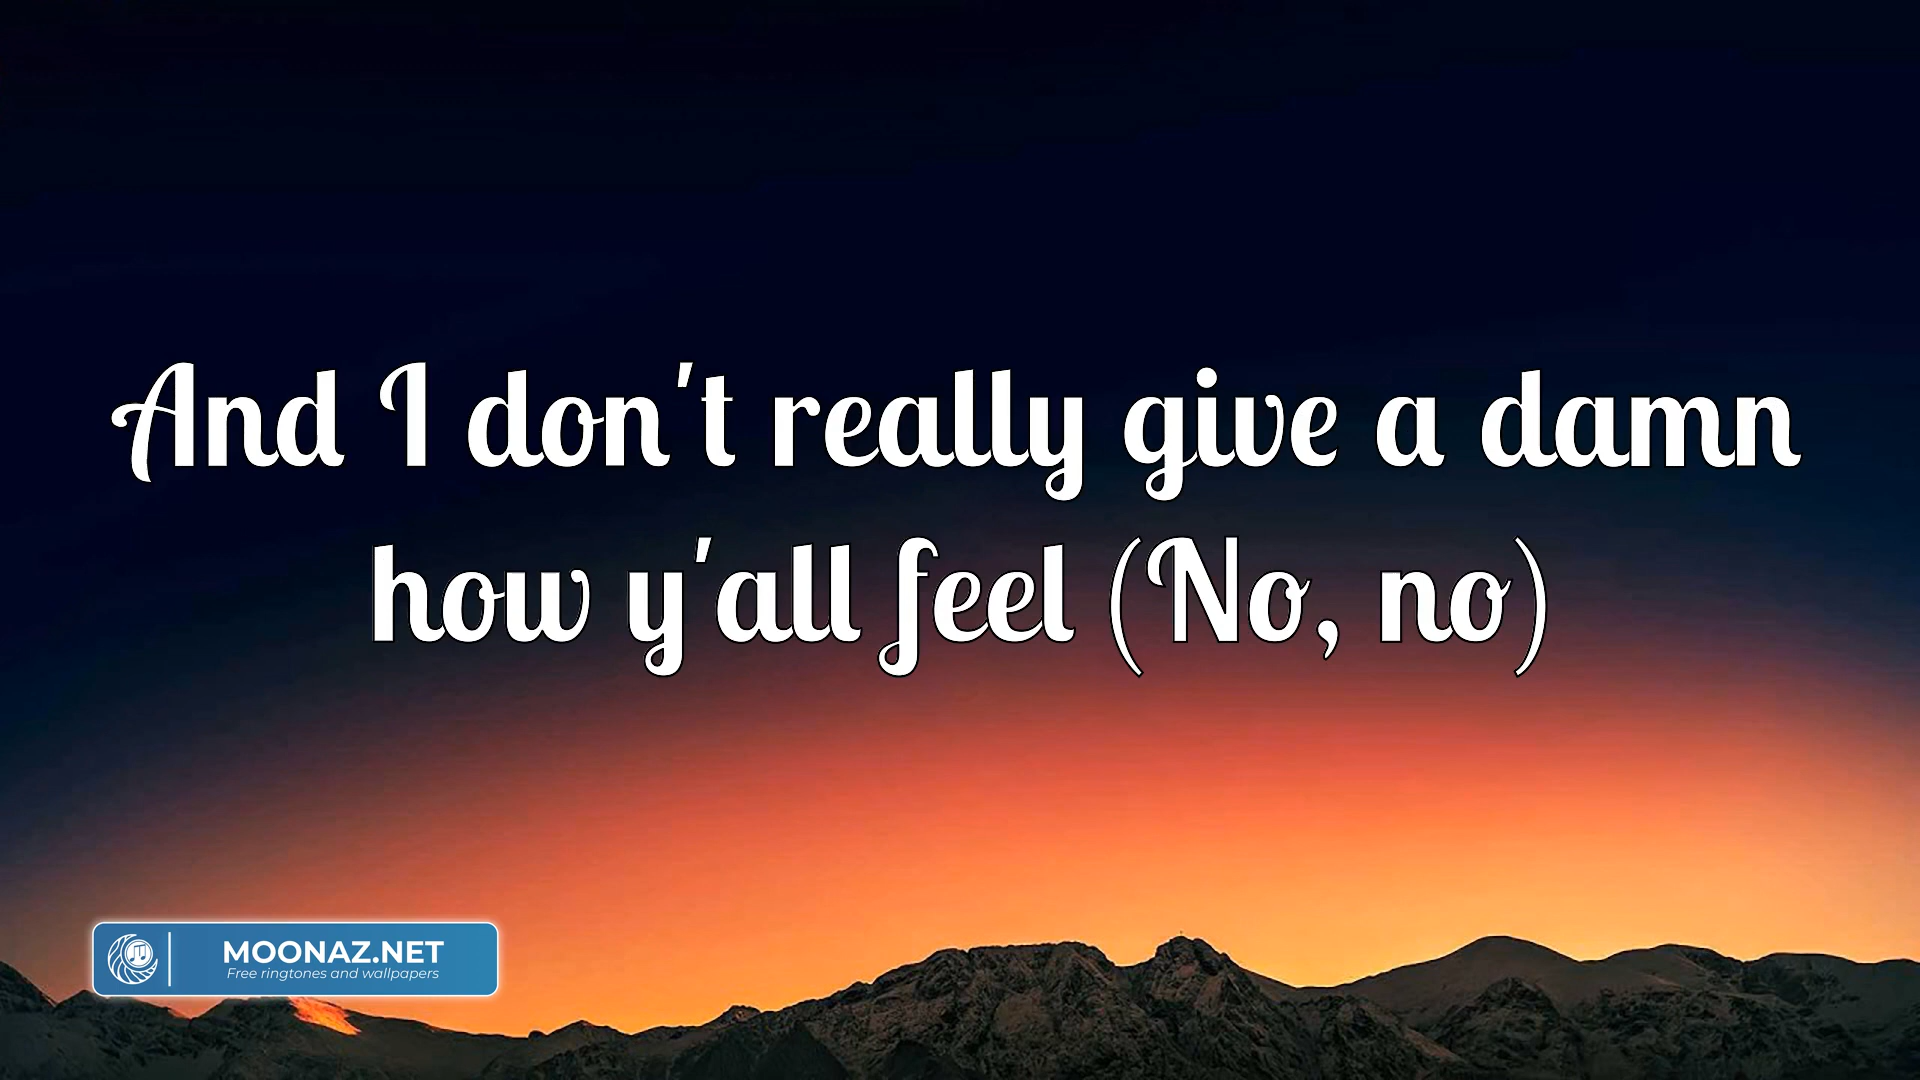 And I don't really give a damn
how y'all feel (No, no)
MOONAZ.NET
Free ringtones and wallpapers